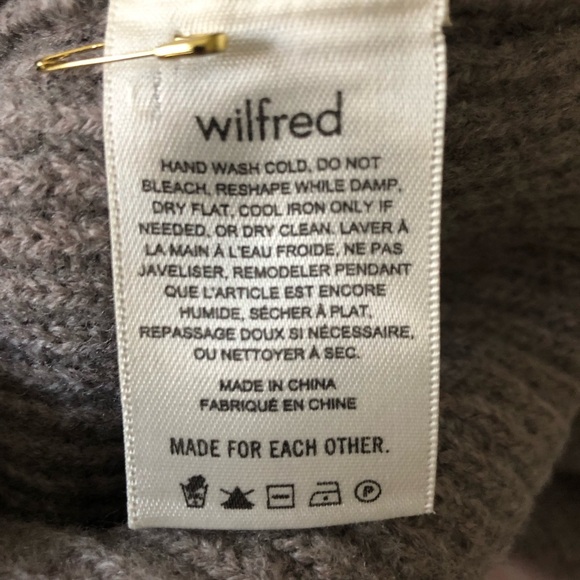 wilfred
HAND WASH COLD, DO NOT
BLEACH, RESHAPE WHILE DAMP,
DRY FLAT, COOL IRON ONLY IF
NEEDED, OR DRY CLEAN. LAVER À
LA MAIN À L'EAU FROIDE, NE PAS
JAVELISER, REMODELER PENDANT
QUE L'ARTICLE EST ENCORE
HUMIDE, SÉCHER À PLAT,
REPASSAGE DOUX SI NÉCESSAIRE,
OU NETTOYER À SEC.
MADE IN CHINA
FABRIQUÉ EN CHINE
MADE FOR EACH OTHER.
P